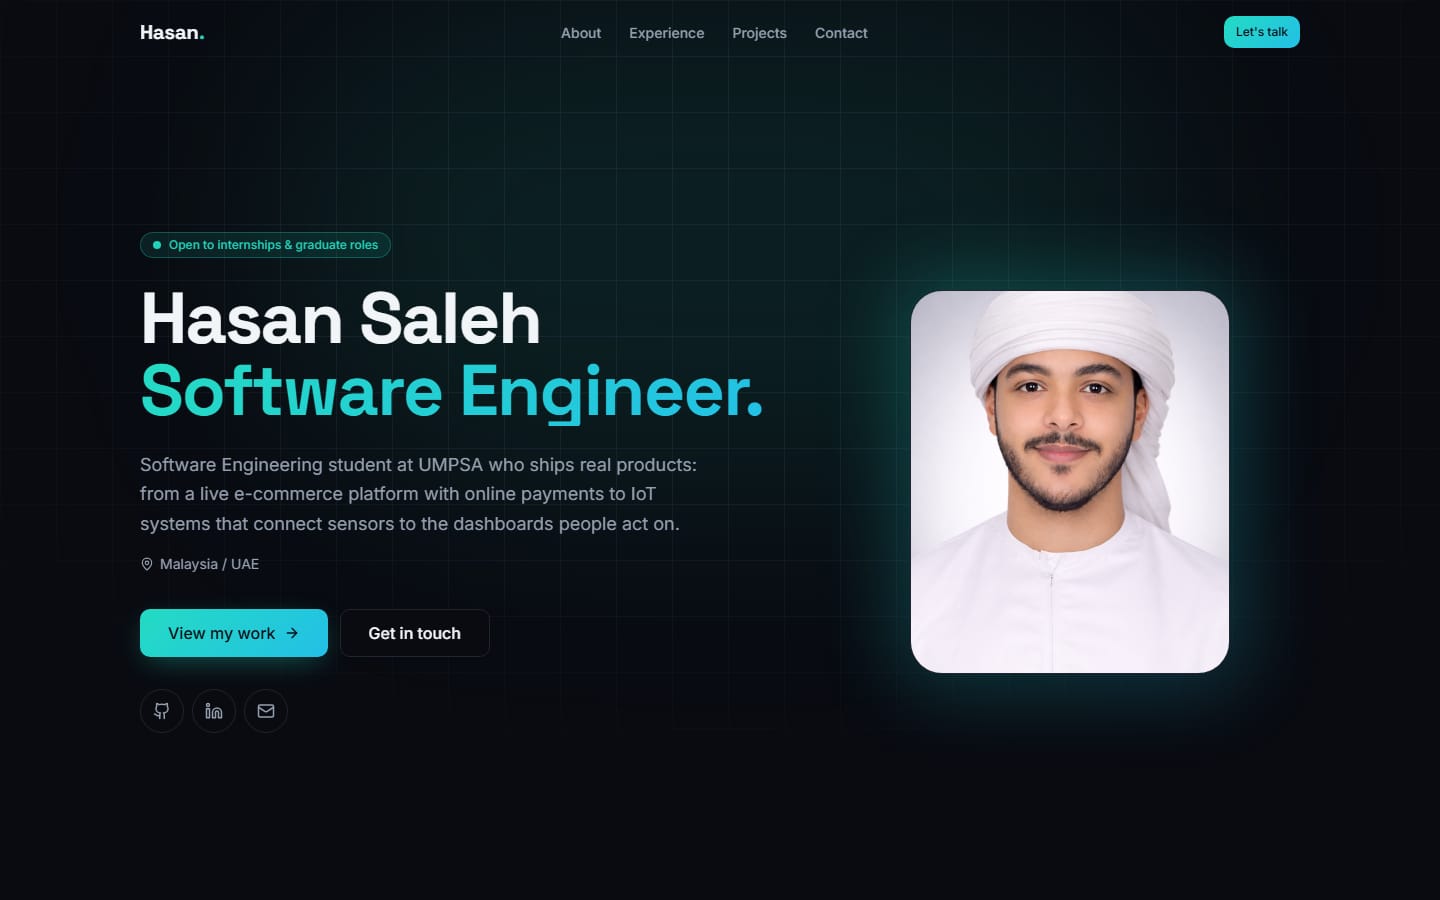 Hasan.
About
Experience
Projects
Contact
Let's talk
Open to internships & graduate roles
Hasan Saleh
Software Engineer.
Software Engineering student at UMPSA who ships real products:
from a live e-commerce platform with online payments to IoT
systems that connect sensors to the dashboards people act on.
Malaysia / UAE
View my work
Get in touch